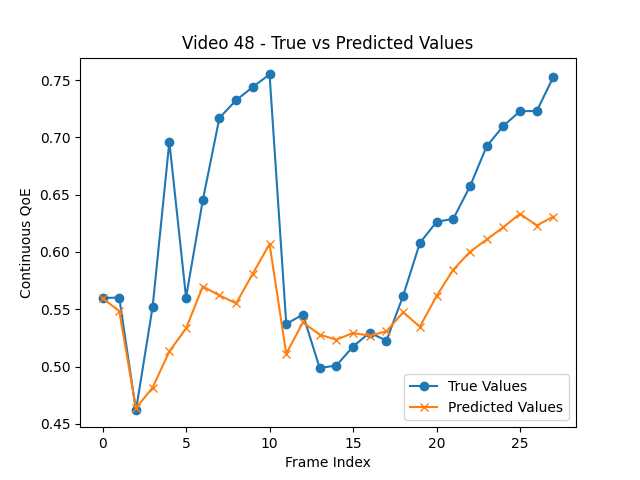 Video 48 - True vs Predicted Values
Continuous QoE
0.75
0.70
0.65
0.60
0.55
0.50
0.45
0 5 10 15 20 25
Frame Index
True Values
Predicted Values